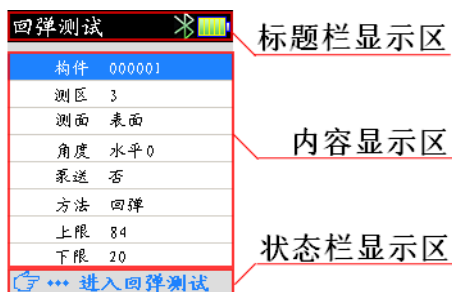 回弹测试
标题栏显示区
构件 000001
测区 3
测面 表面
角度 水平0
泵送 否
方法 回弹
上限 84
下限 20
内容显示区
••• 进入回弹测试
状态栏显示区